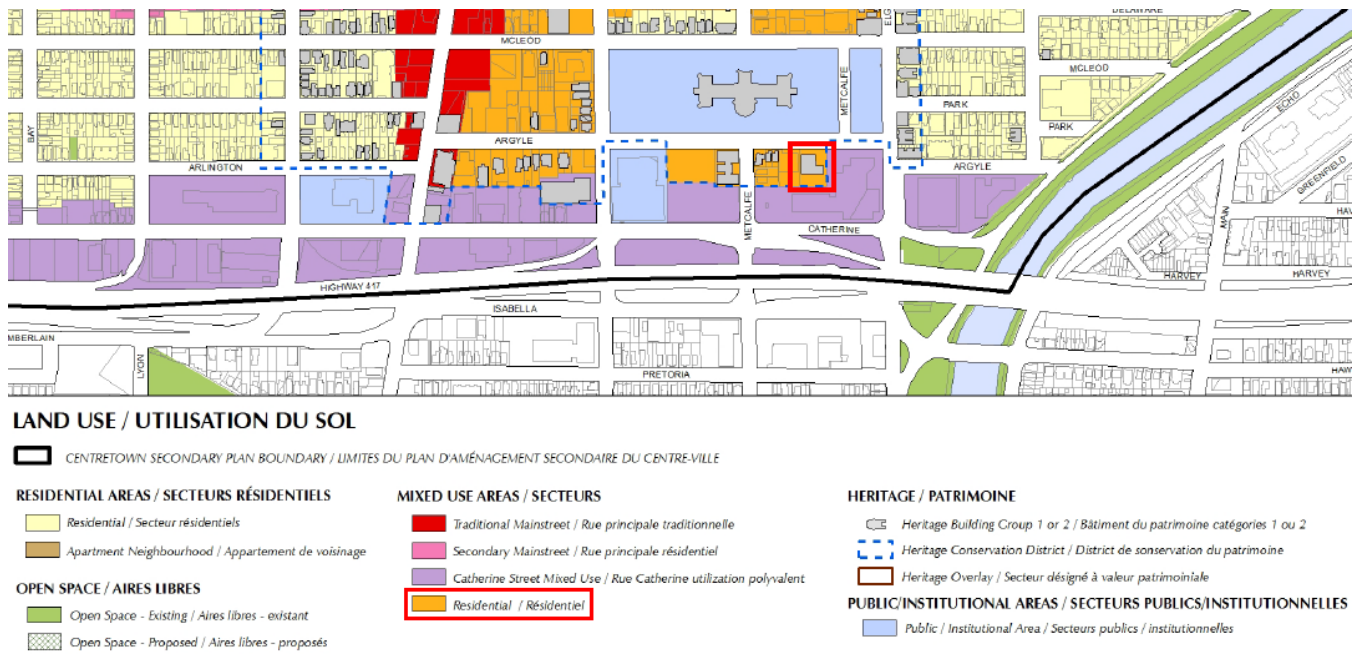 DELAWARE
ELG
MCLEOD
MCLEOD
METCALFE
ECHO
PARK
PARK
BAY
ARGYLE
ARLINGTON
ARGYLE
GREENFIELD
METCALFE
MAIN
HAV
CATHERINE
HARVEY
HARVEY
HIGHWAY 417
ISABELLA
MBERLAIN
LYON
PRETORIA
HAW
LAND USE / UTILISATION DU SOL
CENTRETOWN SECONDARY PLAN BOUNDARY / LIMITES DU PLAN D'AMÉNAGEMENT SECONDAIRE DU CENTRE-VILLE
RESIDENTIAL AREAS / SECTEURS RÉSIDENTIELS
Residential / Secteur résidentiels
Apartment Neighbourhood / Appartement de voisinage
OPEN SPACE / AIRES LIBRES
Open Space - Existing / Aires libres - existant
Open Space - Proposed / Aires libres - proposés
MIXED USE AREAS / SECTEURS
Traditional Mainstreet / Rue principale traditionnelle
Secondary Mainstreet / Rue principale résidentiel
Catherine Street Mixed Use / Rue Catherine utilization polyvalent
Residential / Résidentiel
HERITAGE / PATRIMOINE
Heritage Building Group 1 or 2 / Bâtiment du patrimoine catégories 1 ou 2
Heritage Conservation District / District de sonservation du patrimoine
Heritage Overlay / Secteur désigné à valeur patrimoiniale
PUBLIC/INSTITUTIONAL AREAS / SECTEURS PUBLICS/INSTITUTIONNELLES
Public / Institutional Area / Secteurs publics / institutionnelles